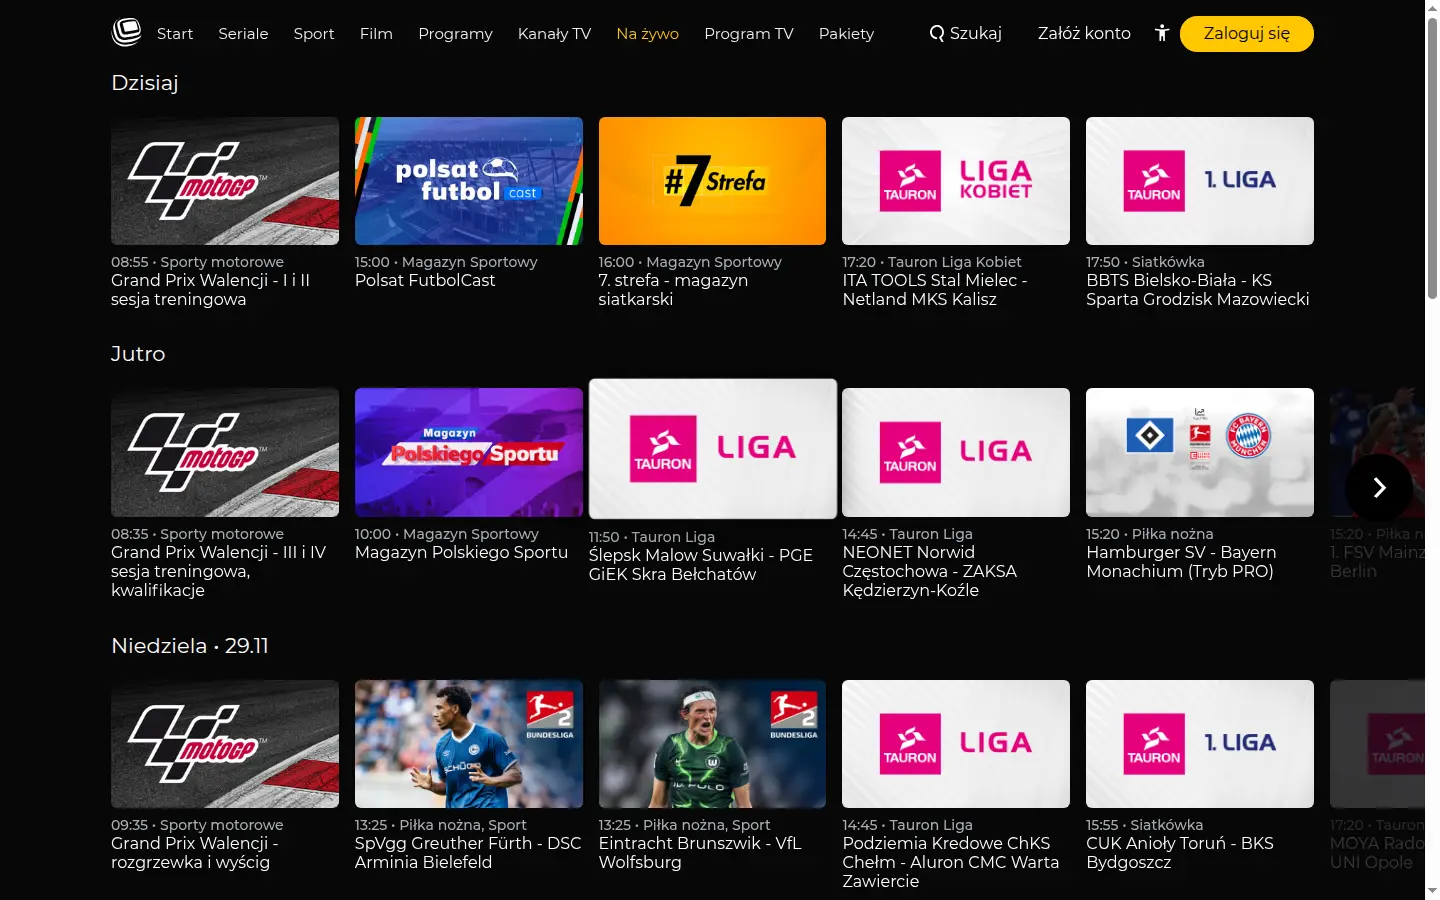 Start Seriale Sport Film Programy Kanały TV Na żywo Program TV Pakiety Szukaj Załóż konto Zaloguj się
Dzisiaj
MotoGP
polsat futbol cast
#7 Strefa
TAURON LIGA KOBIET
TAURON 1. LIGA
08:55 • Sporty motorowe
Grand Prix Walencji - I i II
sesja treningowa
15:00 • Magazyn Sportowy
Polsat FutbolCast
16:00 • Magazyn Sportowy
7. strefa - magazyn
siatkarski
17:20 • Tauron Liga Kobiet
ITA TOOLS Stal Mielec -
Netland MKS Kalisz
17:50 • Siatkówka
BBTS Bielsko-Biała - KS
Sparta Grodzisk Mazowiecki
Jutro
MotoGP
Magazyn
Polskiego Sportu
TAURON LIGA
TAURON LIGA
FC BAYERN MÜNCHEN
08:35 • Sporty motorowe
Grand Prix Walencji - III i IV
sesja treningowa,
kwalifikacje
10:00 • Magazyn Sportowy
Magazyn Polskiego Sportu
11:50 • Tauron Liga
Ślepsk Malow Suwałki - PGE
GiEK Skra Bełchatów
14:45 • Tauron Liga
NEONET Norwid
Częstochowa - ZAKSA
Kędzierzyn-Koźle
15:20 • Piłka nożna
Hamburger SV - Bayern
Monachium (Tryb PRO)
15:20 • Piłka n
1. FSV Mainz
Berlin
Niedziela • 29.11
MotoGP
2 BUNDESLIGA
2 BUNDESLIGA
TAURON LIGA
TAURON 1. LIGA
TAURON
09:35 • Sporty motorowe
Grand Prix Walencji -
rozgrzewka i wyścig
13:25 • Piłka nożna, Sport
SpVgg Greuther Fürth - DSC
Arminia Bielefeld
13:25 • Piłka nożna, Sport
Eintracht Brunszwik - VfL
Wolfsburg
14:45 • Tauron Liga
Podziemia Kredowe ChKS
Chełm - Aluron CMC Warta
Zawiercie
15:55 • Siatkówka
CUK Anioły Toruń - BKS
Bydgoszcz
17:20 • Tauron
MOYA Rado
UNI Opole